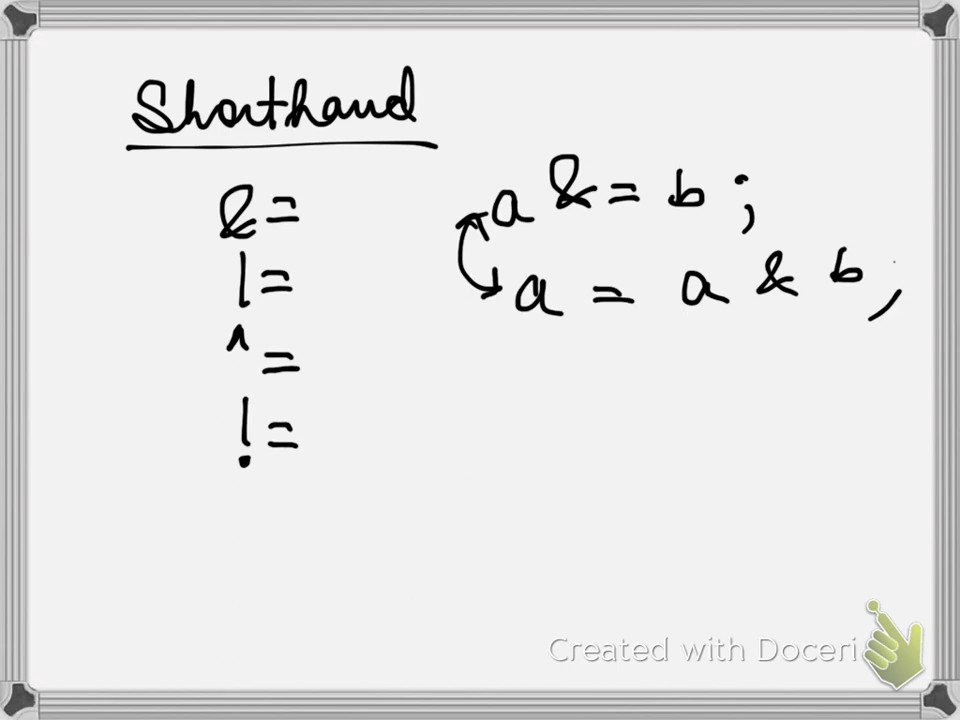 Shorthand
&=
|=
^=
!=
a &= b ;
a = a & b ;
Created with Doceri